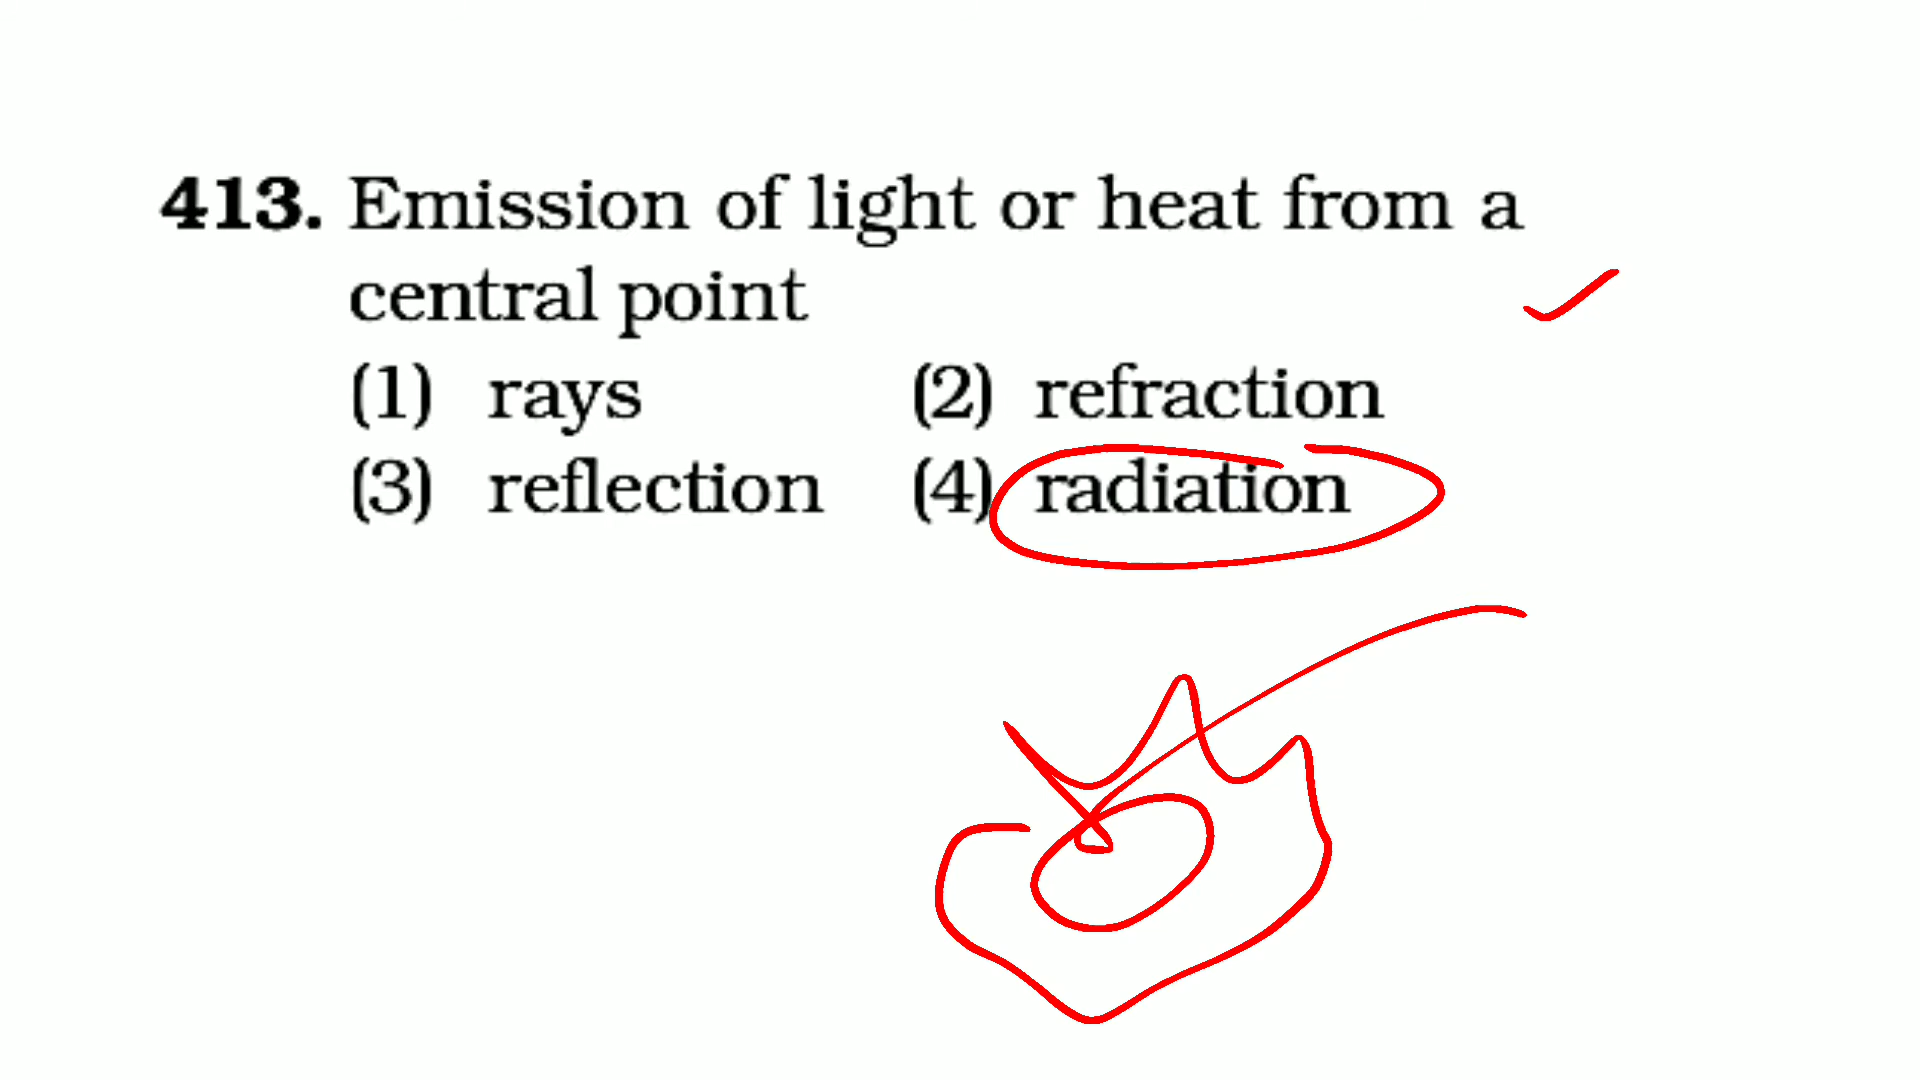 413. Emission of light or heat from a
central point
(1) rays (2) refraction
(3) reflection (4) radiation